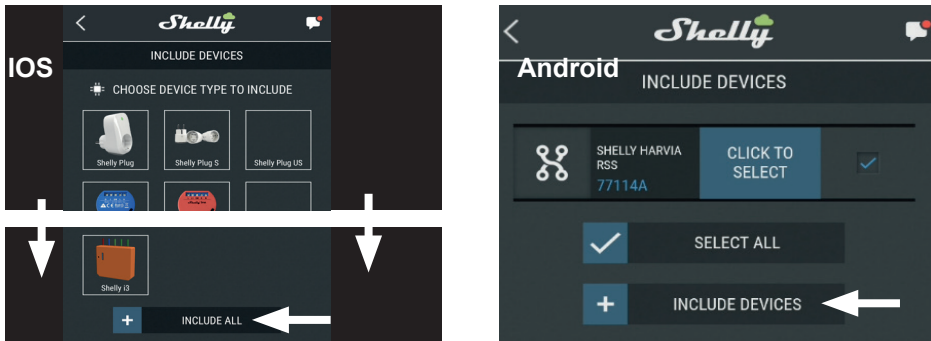 Shelly
IOS
INCLUDE DEVICES
CHOOSE DEVICE TYPE TO INCLUDE
Shelly Plug
Shelly Plug S
Shelly Plug US
Shelly i3
+ INCLUDE ALL
Shelly
Android
INCLUDE DEVICES
SHELLY HARVIA
RSS
77114A
CLICK TO
SELECT
SELECT ALL
+ INCLUDE DEVICES